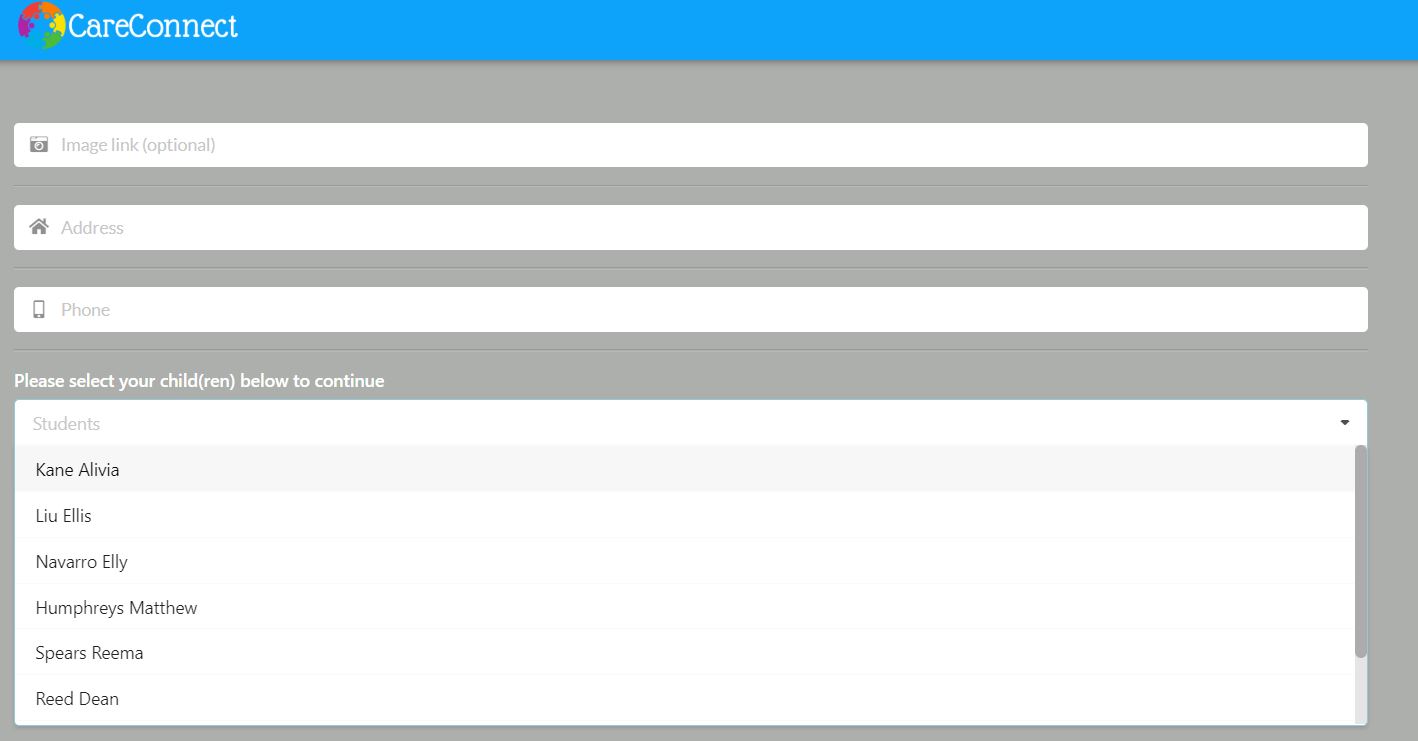 CareConnect
Image link (optional)
Address
Phone
Please select your child(ren) below to continue
Students
Kane Alivia
Liu Ellis
Navarro Elly
Humphreys Matthew
Spears Reema
Reed Dean